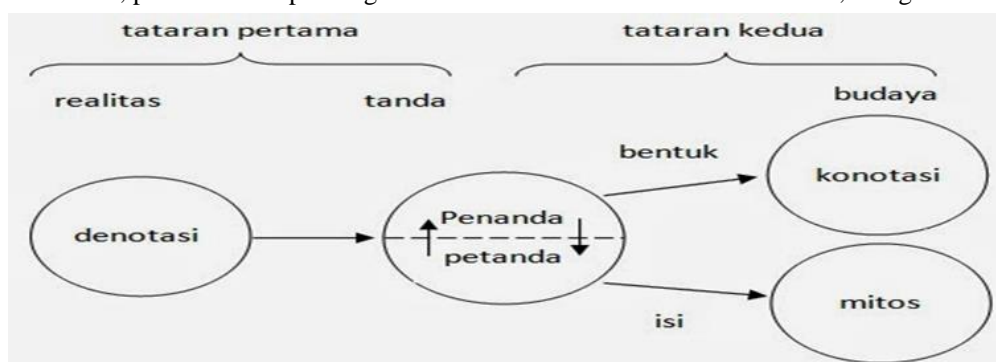 tataran pertama
tataran kedua
realitas
tanda
budaya
bentuk
konotasi
denotasi
Penanda
petanda
isi
mitos